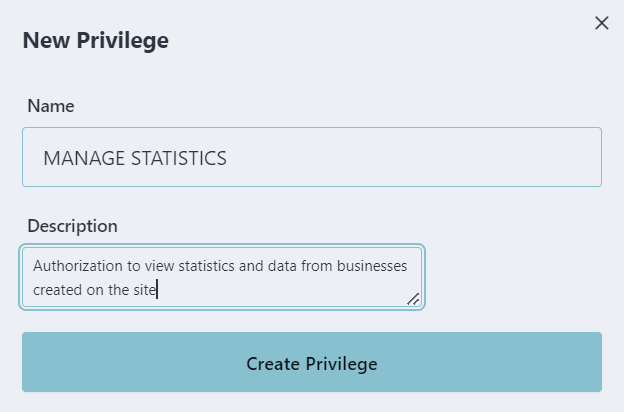 New Privilege
Name
MANAGE STATISTICS
Description
Authorization to view statistics and data from businesses
created on the site
Create Privilege